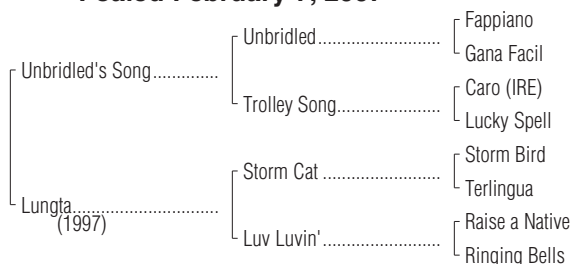 Fappiano
Unbridled........................
Gana Facil
Unbridled's Song.............
Caro (IRE)
Trolley Song....................
Lucky Spell
Storm Bird
Storm Cat .......................
Terlingua
Lungta............................
(1997)
Raise a Native
Luv Luvin'.......................
Ringing Bells